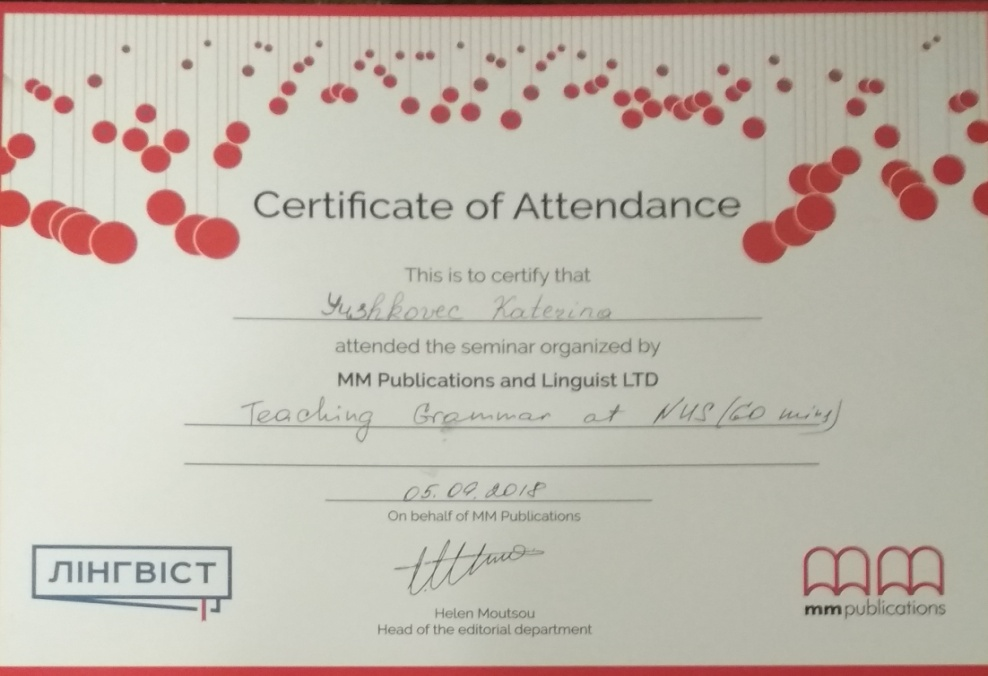 Certificate of Attendance
This is to certify that
Yushkovec Katerina
attended the seminar organized by
MM Publications and Linguist LTD
Teaching Grammar at NUS (60 mins)
05.09.2018
On behalf of MM Publications
Helen Moutsou
Head of the editorial department
ЛІНГВІСТ
mmpublications